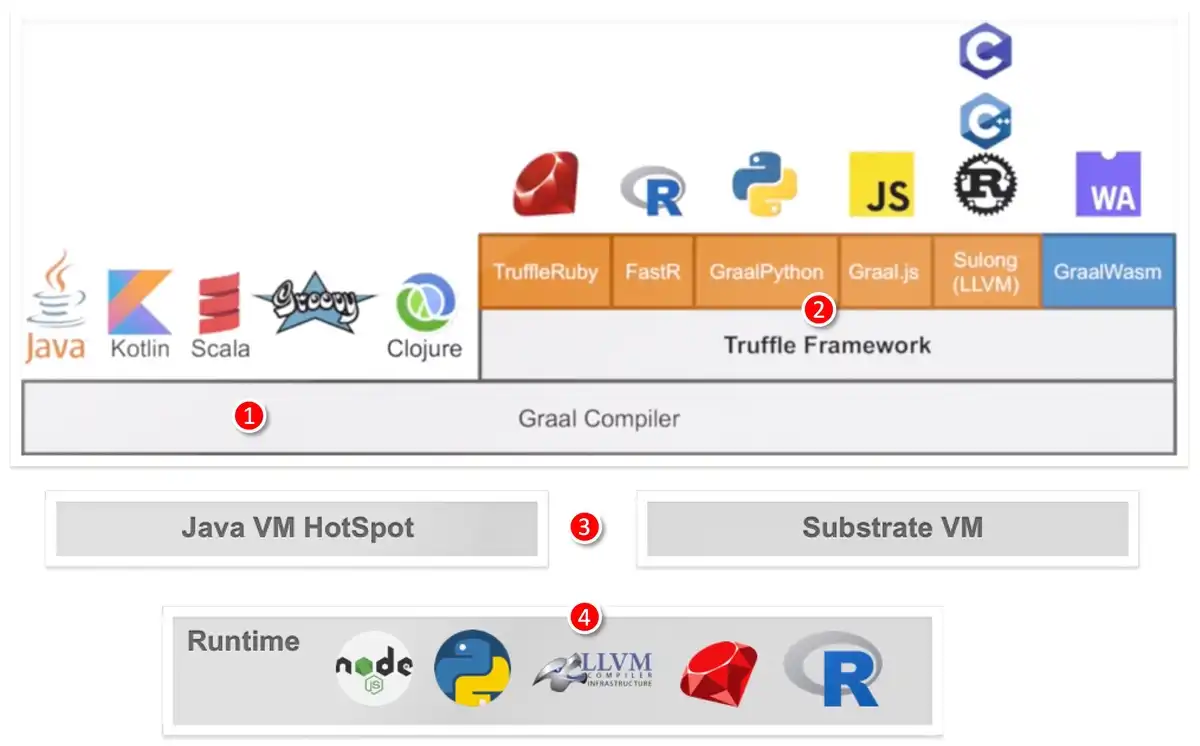 C
C++
R
R
JS
WA
TruffleRuby FastR GraalPython Graal.js Sulong (LLVM) GraalWasm
Java Kotlin Scala Groovy Clojure
2
Truffle Framework
1 Graal Compiler
Java VM HotSpot 3 Substrate VM
4
Runtime
node
JS
LLVM
COMPILER
INFRASTRUCTURE
R